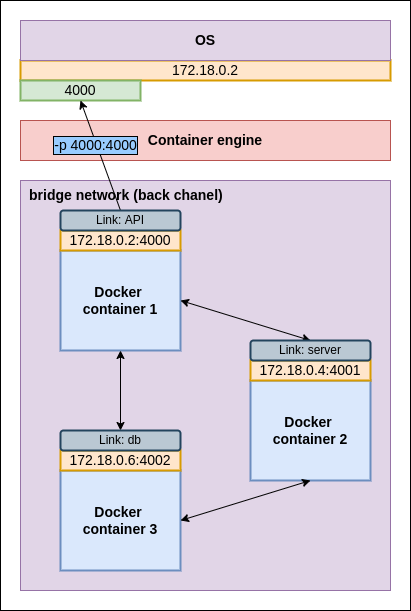 OS
172.18.0.2
4000
-p 4000:4000
Container engine
bridge network (back chanel)
Link: API
172.18.0.2:4000
Docker
container 1
Link: server
172.18.0.4:4001
Docker
container 2
Link: db
172.18.0.6:4002
Docker
container 3